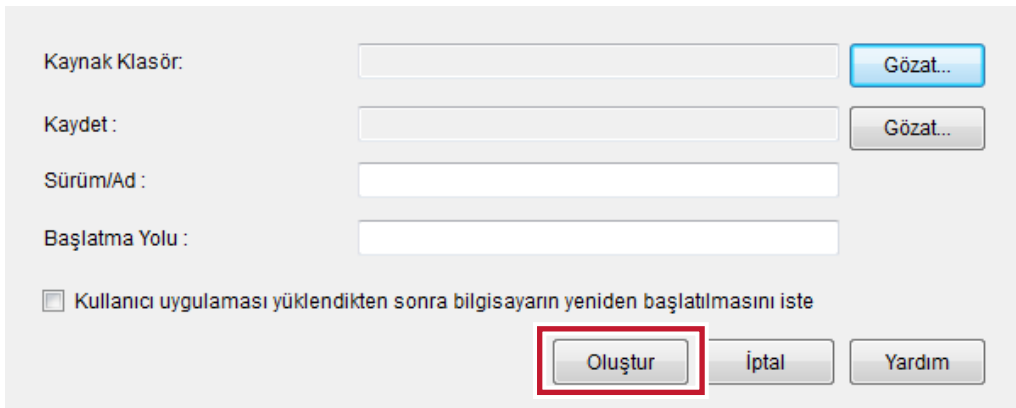 Kaynak Klasör: Gözat...
Kaydet : Gözat...
Sürüm/Ad :
Başlatma Yolu :
Kullanıcı uygulaması yüklendikten sonra bilgisayarın yeniden başlatılmasını iste
Oluştur İptal Yardım